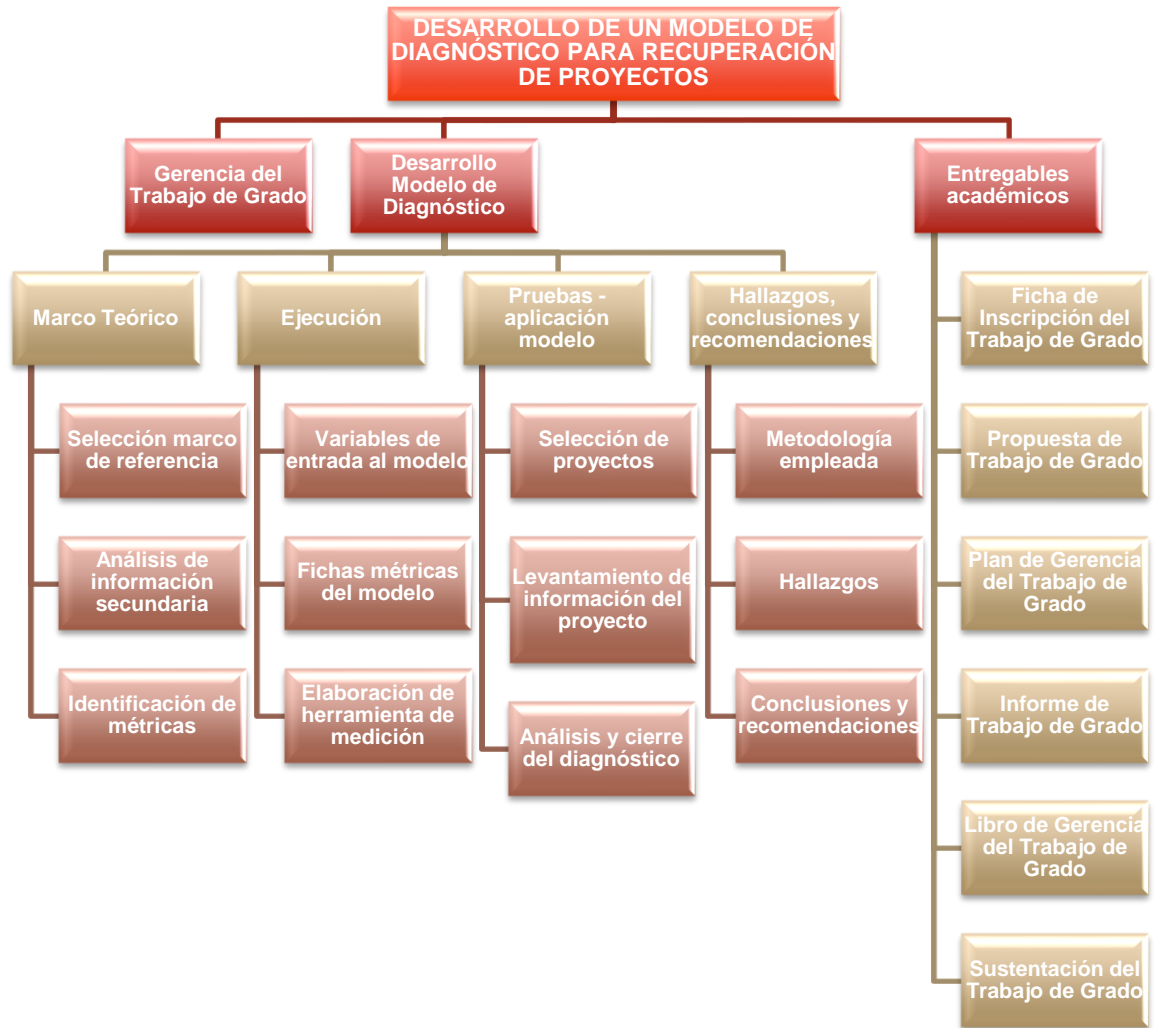 DESARROLLO DE UN MODELO DE
DIAGNÓSTICO PARA RECUPERACIÓN
DE PROYECTOS
Gerencia del
Trabajo de Grado
Desarrollo
Modelo de
Diagnóstico
Entregables
académicos
Marco Teórico
Ejecución
Pruebas -
aplicación
modelo
Hallazgos,
conclusiones y
recomendaciones
Ficha de
Inscripción del
Trabajo de Grado
Selección marco
de referencia
Variables de
entrada al modelo
Selección de
proyectos
Metodología
empleada
Propuesta de
Trabajo de Grado
Análisis de
información
secundaria
Fichas métricas
del modelo
Levantamiento de
información del
proyecto
Hallazgos
Plan de Gerencia
del Trabajo de
Grado
Identificación de
métricas
Elaboración de
herramienta de
medición
Análisis y cierre
del diagnóstico
Conclusiones y
recomendaciones
Informe de
Trabajo de Grado
Libro de Gerencia
del Trabajo de
Grado
Sustentación del
Trabajo de Grado